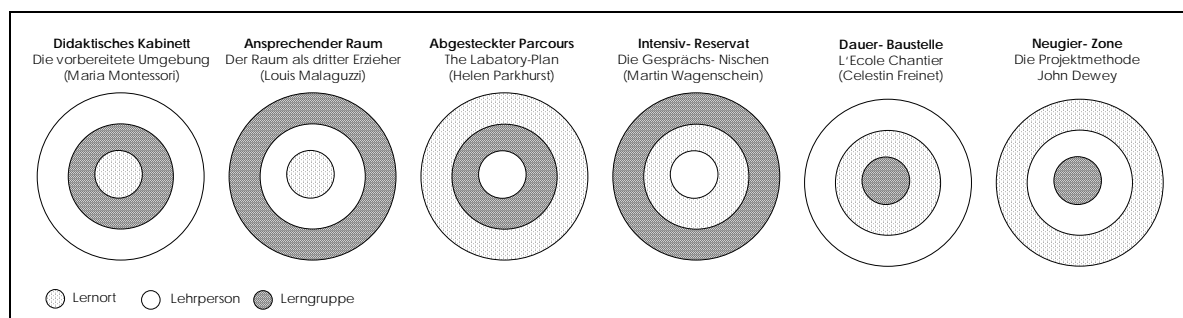 Didaktisches Kabinett
Die vorbereitete Umgebung
(Maria Montessori)
Ansprechender Raum
Der Raum als dritter Erzieher
(Louis Malaguzzi)
Abgesteckter Parcours
The Labatory-Plan
(Helen Parkhurst)
Intensiv- Reservat
Die Gesprächs- Nischen
(Martin Wagenschein)
Dauer- Baustelle
L'Ecole Chantier
(Celestin Freinet)
Neugier- Zone
Die Projektmethode
John Dewey
Lernort
Lehrperson
Lerngruppe